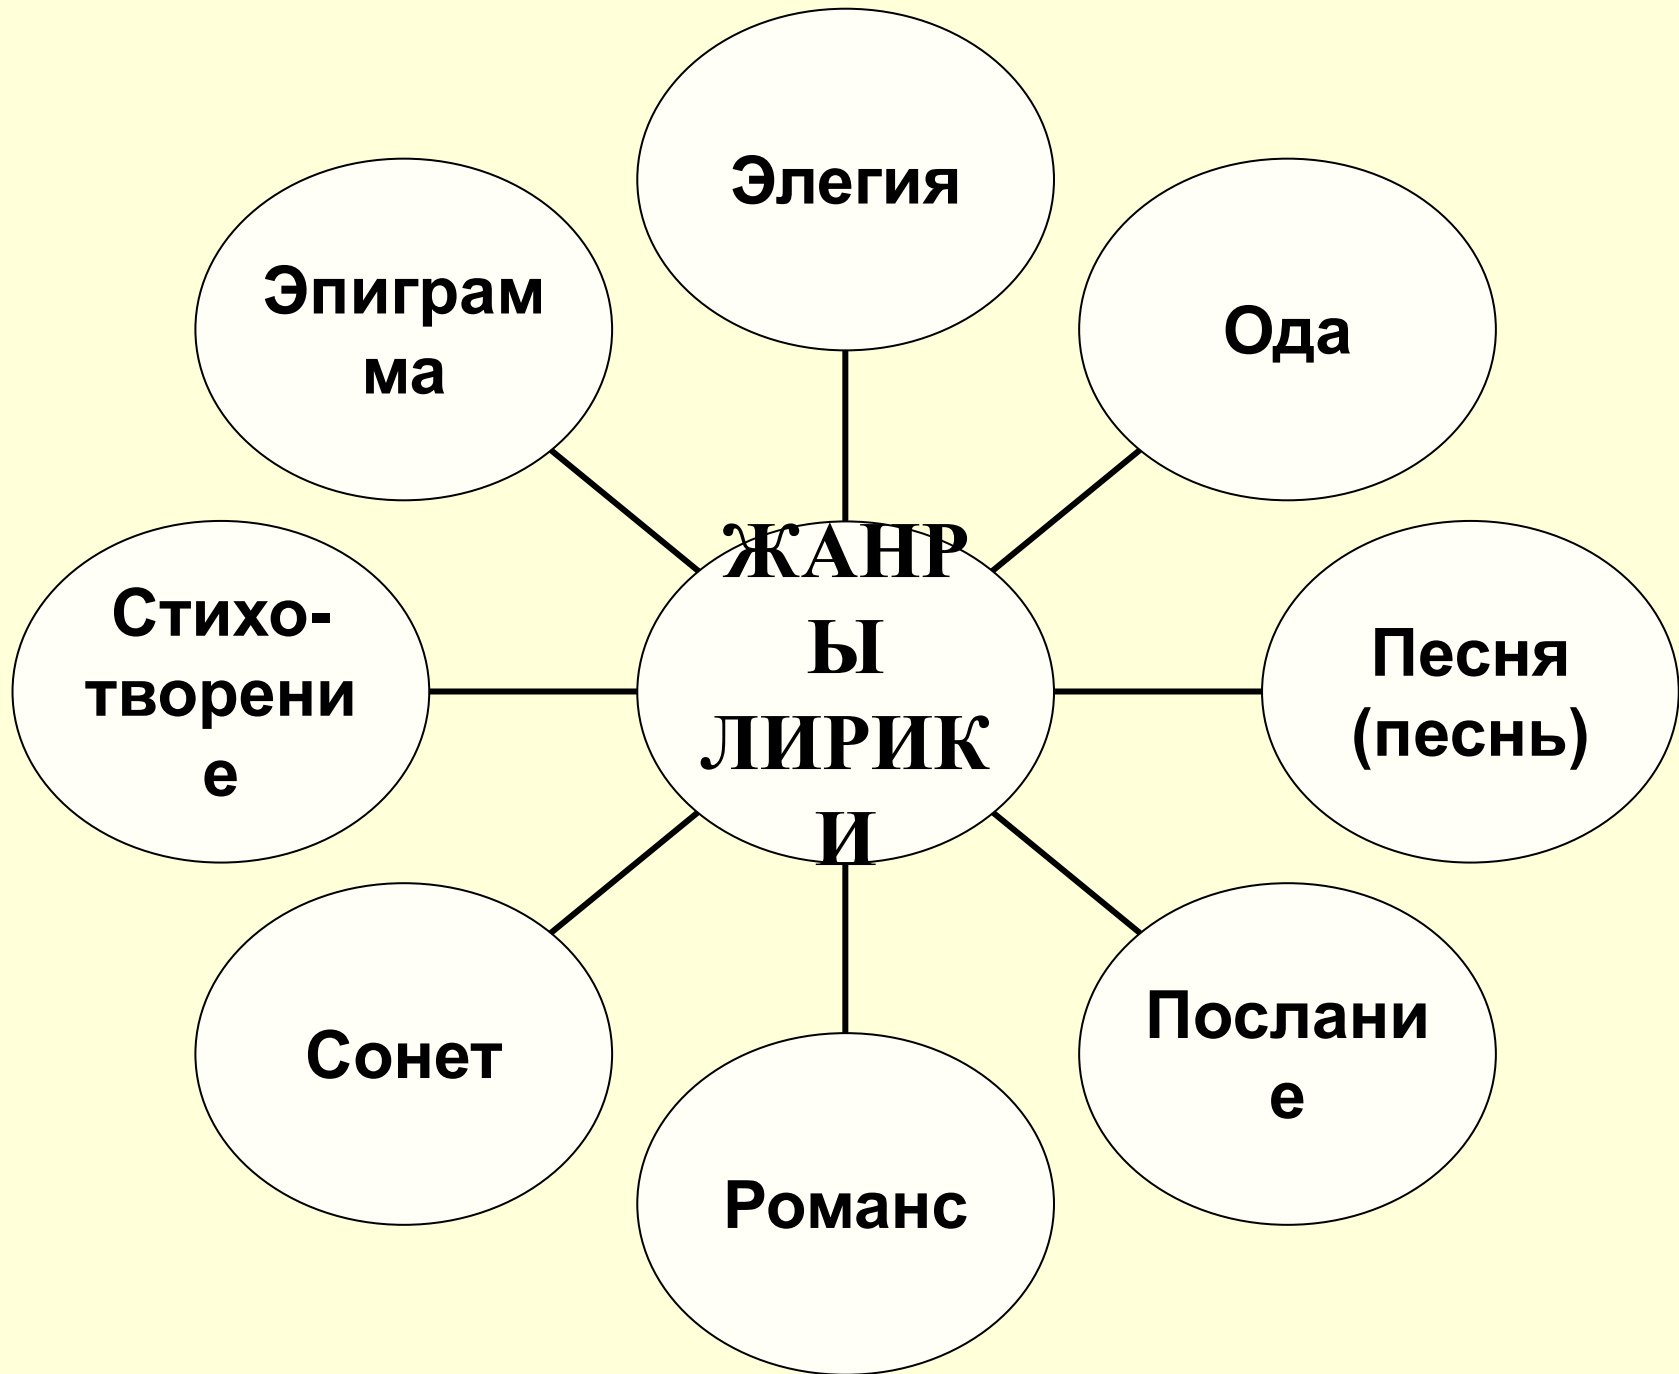 Элегия
Эпиграм
ма
Ода
ЖАНР
Ы
ЛИРИК
И
Стихо-
творени
е
Песня
(песнь)
Сонет
Послани
е
Романс